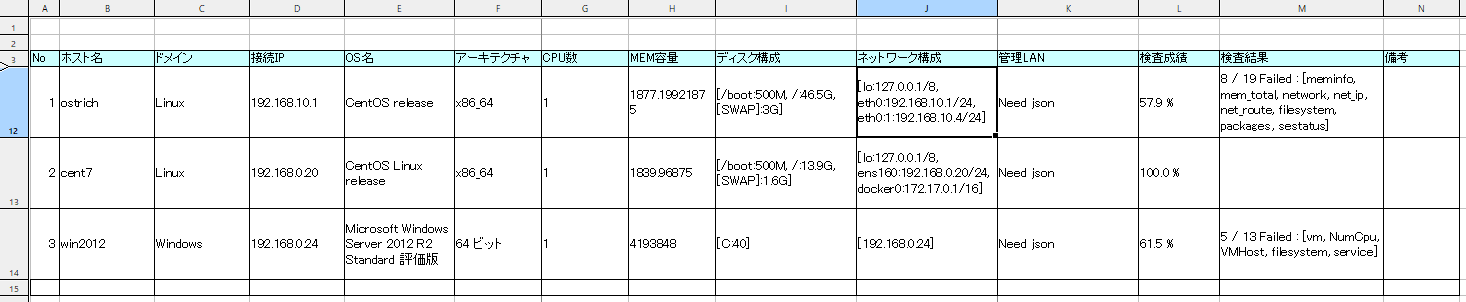 A B C D E F G H I J K L M N
1
2
3 No ホスト名 ドメイン 接続IP OS名 アーキテクチャ CPU数 MEM容量 ディスク構成 ネットワーク構成 管理LAN 検査成績 検査結果 備考
12
1
ostrich
Linux
192.168.10.1
CentOS release
x86_64
1
1877.1992187
5
[/boot:500M, /:46.5G,
[SWAP]:3G]
[lo:127.0.0.1/8,
eth0:192.168.10.1/24,
eth0:1:192.168.10.4/24]
Need json
57.9 %
8 / 19 Failed : [meminfo,
mem_total, network, net_ip,
net_route, filesystem,
packages, sestatus]
13
2
cent7
Linux
192.168.0.20
CentOS Linux
release
x86_64
1
1839.96875
[/boot:500M, /:13.9G,
[SWAP]:1.6G]
[lo:127.0.0.1/8,
ens160:192.168.0.20/24,
docker0:172.17.0.1/16]
Need json
100.0 %
14
3
win2012
Windows
192.168.0.24
Microsoft Windows
Server 2012 R2
Standard 評価版
64 ビット
1
4193848
[C:40]
[192.168.0.24]
Need json
61.5 %
5 / 13 Failed : [vm, NumCpu,
VMHost, filesystem, service]
15